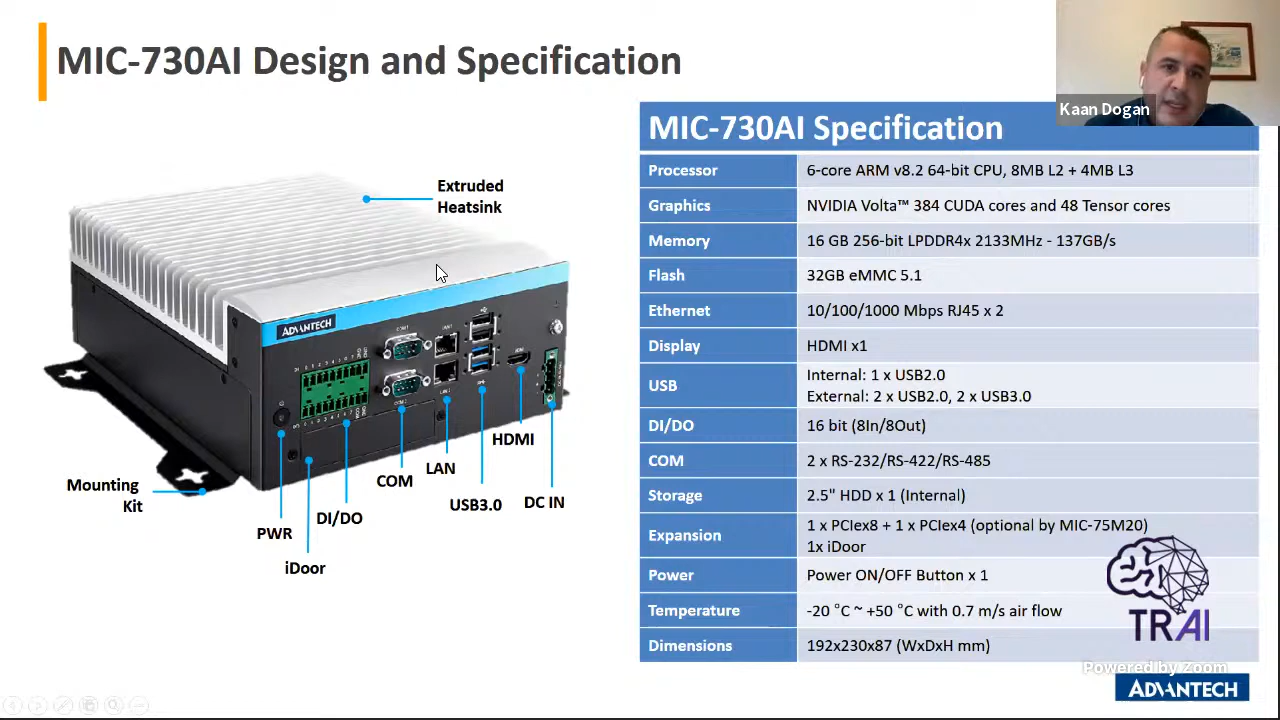 MIC-730AI Design and Specification
Kaan Dogan
Extruded
Heatsink
ADVANTECH
COM1
Mounting
Kit
PWR
iDoor
DI/DO
COM
LAN
USB3.0
HDMI
DC IN
MIC-730AI Specification
Processor 6-core ARM v8.2 64-bit CPU, 8MB L2 + 4MB L3
Graphics NVIDIA Volta™ 384 CUDA cores and 48 Tensor cores
Memory 16 GB 256-bit LPDDR4x 2133MHz - 137GB/s
Flash 32GB eMMC 5.1
Ethernet 10/100/1000 Mbps RJ45 x 2
Display HDMI x1
USB Internal: 1 x USB2.0
External: 2 x USB2.0, 2 x USB3.0
DI/DO 16 bit (8In/8Out)
COM 2 x RS-232/RS-422/RS-485
Storage 2.5" HDD x 1 (Internal)
Expansion 1 x PCIex8 + 1 x PCIex4 (optional by MIC-75M20)
1x iDoor
Power Power ON/OFF Button x 1
Temperature -20 °C ~ +50 °C with 0.7 m/s air flow
Dimensions 192x230x87 (WxDxH mm)
TRAI
Powered by Zoom
ADVANTECH